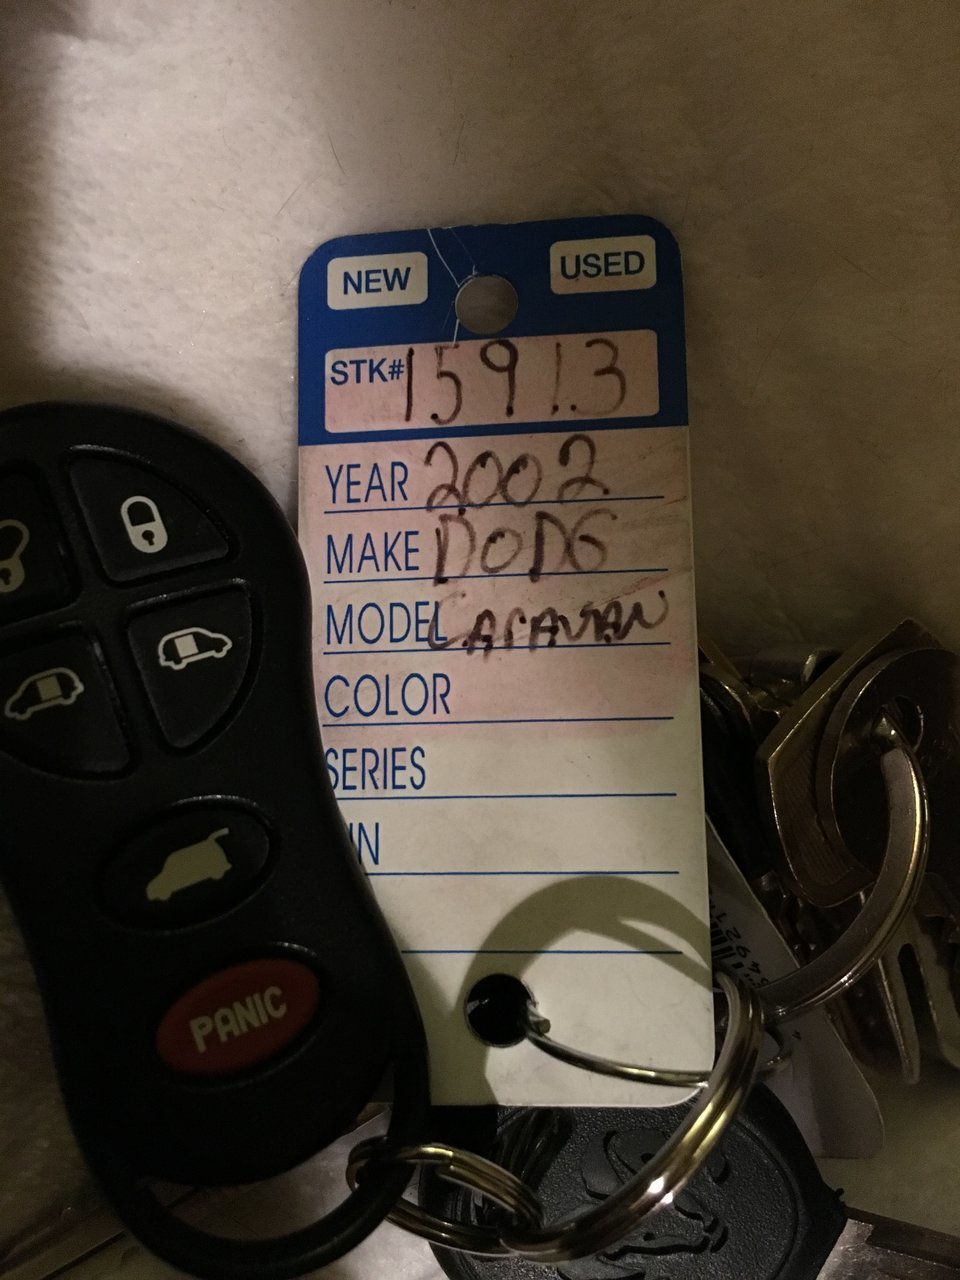 NEW USED
STK# 15913
YEAR 2002
MAKE DODG
MODEL CARAVAN
COLOR
SERIES
PANIC